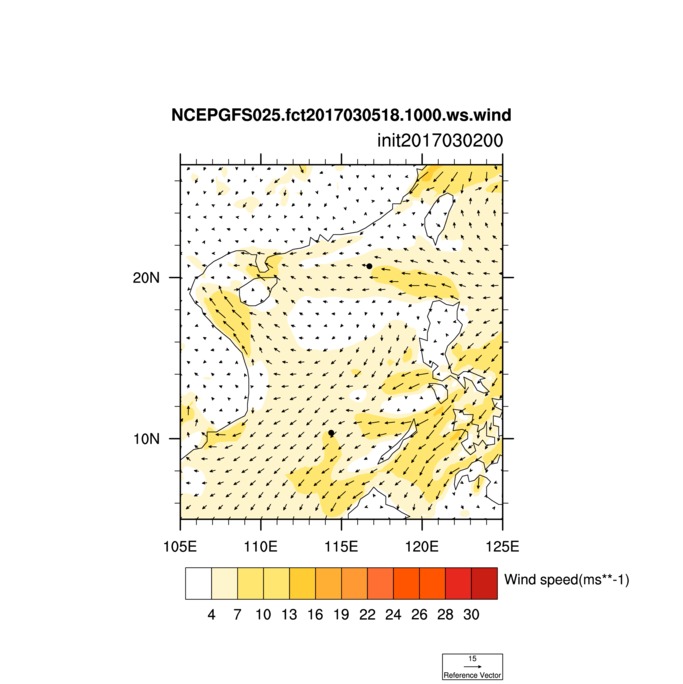 NCEPGFS025.fct2017030518.1000.ws.wind
init2017030200
20N
10N
105E 110E 115E 120E 125E
Wind speed(ms**-1)
4 7 10 13 16 19 22 24 26 28 30
15
Reference Vector